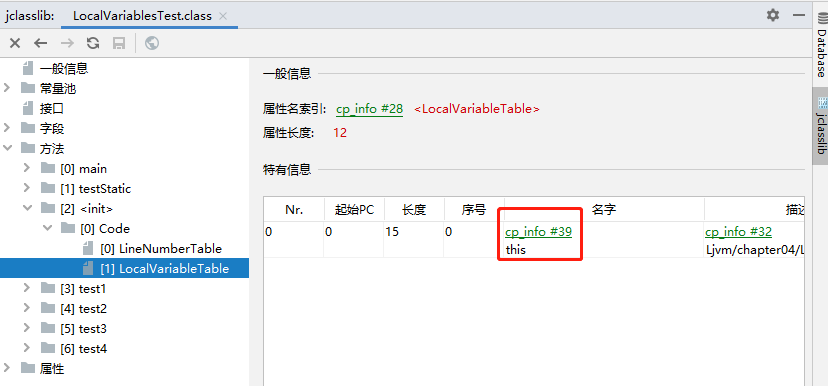 jclasslib: LocalVariablesTest.class
一般信息
常量池
接口
字段
方法
[0] main
[1] testStatic
[2] <init>
[0] Code
[0] LineNumberTable
[1] LocalVariableTable
[3] test1
[4] test2
[5] test3
[6] test4
属性
一般信息
属性名索引: cp_info #28 <LocalVariableTable>
属性长度: 12
特有信息
Nr. 起始PC 长度 序号 名字 描述
0 0 15 0 cp_info #39 cp_info #32
this Ljvm/chapter04/L
Database
jclasslib